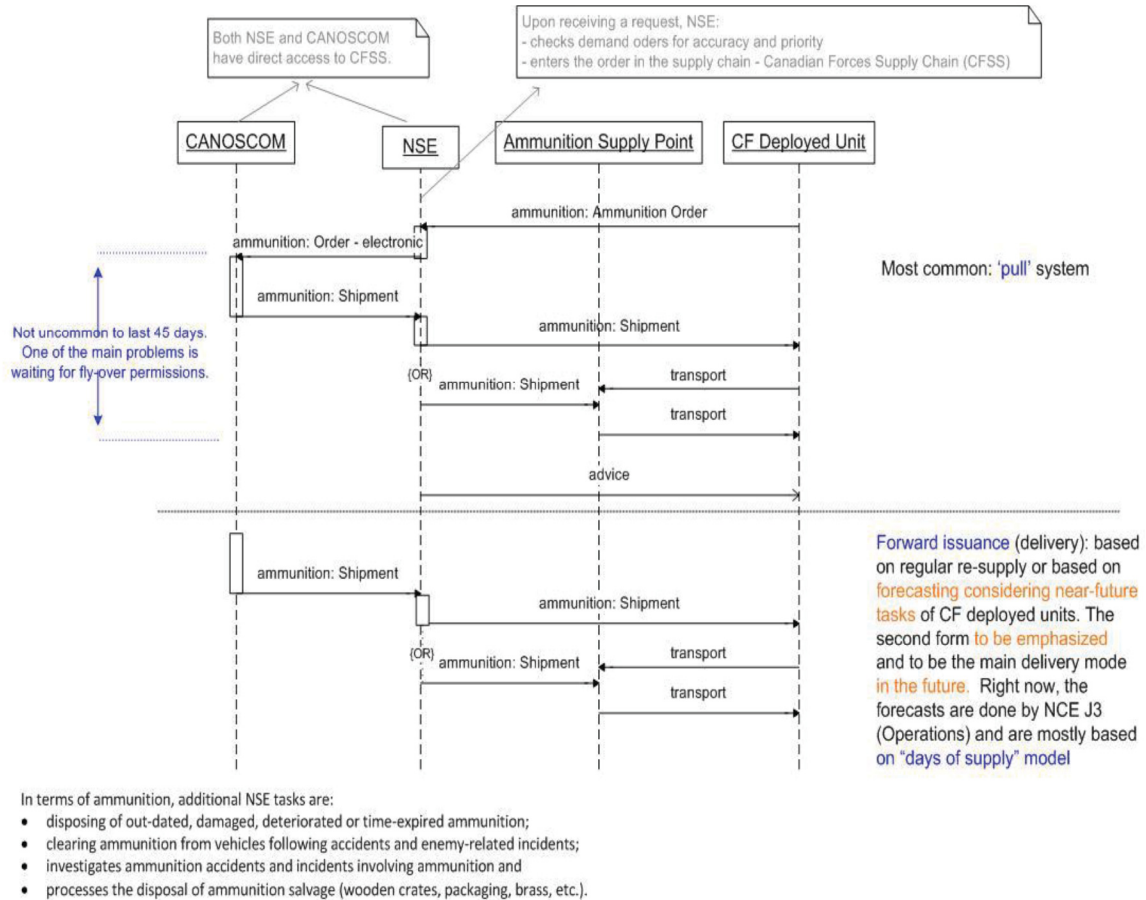 Both NSE and CANOSCOM
have direct access to CFSS.
Upon receiving a request, NSE:
- checks demand oders for accuracy and priority
- enters the order in the supply chain - Canadian Forces Supply Chain (CFSS)
CANOSCOM
NSE
Ammunition Supply Point
CF Deployed Unit
ammunition: Ammunition Order
ammunition: Order - electronic
ammunition: Shipment
ammunition: Shipment
{OR}
ammunition: Shipment
transport
transport
advice
Most common: 'pull' system
Not uncommon to last 45 days.
One of the main problems is
waiting for fly-over permissions.
ammunition: Shipment
ammunition: Shipment
{OR}
ammunition: Shipment
transport
transport
Forward issuance (delivery): based
on regular re-supply or based on
forecasting considering near-future
tasks of CF deployed units. The
second form to be emphasized
and to be the main delivery mode
in the future. Right now, the
forecasts are done by NCE J3
(Operations) and are mostly based
on "days of supply" model
In terms of ammunition, additional NSE tasks are:
• disposing of out-dated, damaged, deteriorated or time-expired ammunition;
• clearing ammunition from vehicles following accidents and enemy-related incidents;
• investigates ammunition accidents and incidents involving ammunition and
• processes the disposal of ammunition salvage (wooden crates, packaging, brass, etc.).